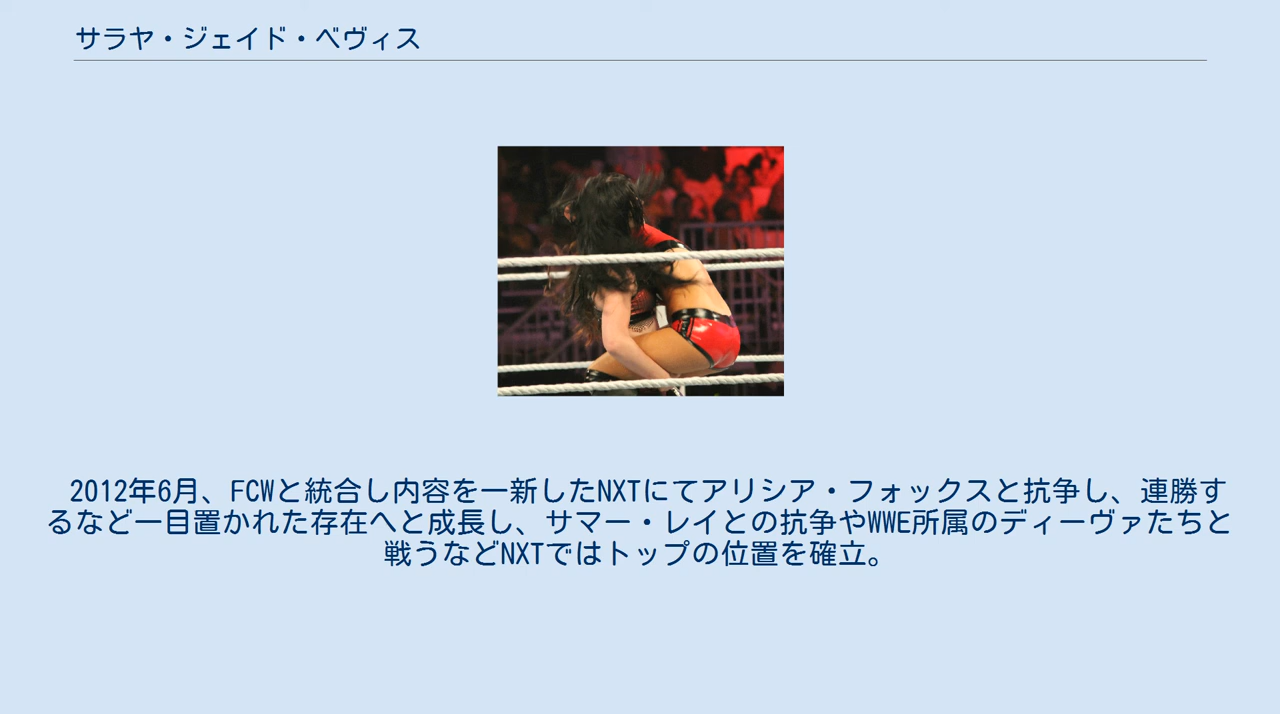 サラヤ・ジェイド・ベヴィス
2012年6月、FCWと統合し内容を一新したNXTにてアリシア・フォックスと抗争し、連勝す
るなど一目置かれた存在へと成長し、サマー・レイとの抗争やWWE所属のディーヴァたちと
戦うなどNXTではトップの位置を確立。